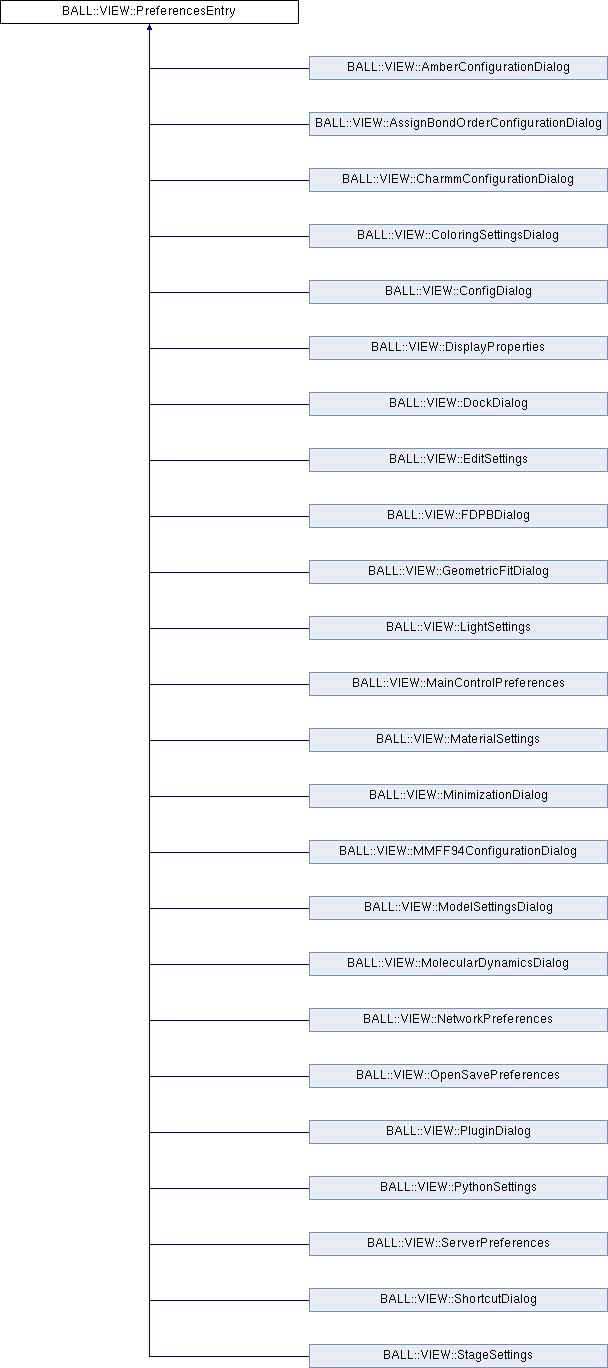 BALL::VIEW::PreferencesEntry
BALL::VIEW::AmberConfigurationDialog
BALL::VIEW::AssignBondOrderConfigurationDialog
BALL::VIEW::CharmmConfigurationDialog
BALL::VIEW::ColoringSettingsDialog
BALL::VIEW::ConfigDialog
BALL::VIEW::DisplayProperties
BALL::VIEW::DockDialog
BALL::VIEW::EditSettings
BALL::VIEW::FDPBDialog
BALL::VIEW::GeometricFitDialog
BALL::VIEW::LightSettings
BALL::VIEW::MainControlPreferences
BALL::VIEW::MaterialSettings
BALL::VIEW::MinimizationDialog
BALL::VIEW::MMFF94ConfigurationDialog
BALL::VIEW::ModelSettingsDialog
BALL::VIEW::MolecularDynamicsDialog
BALL::VIEW::NetworkPreferences
BALL::VIEW::OpenSavePreferences
BALL::VIEW::PluginDialog
BALL::VIEW::PythonSettings
BALL::VIEW::ServerPreferences
BALL::VIEW::ShortcutDialog
BALL::VIEW::StageSettings